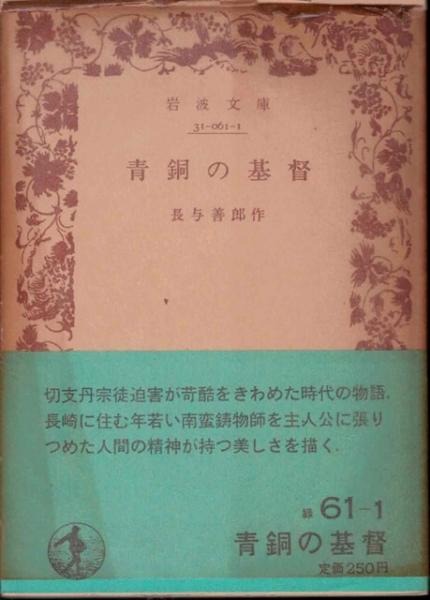 岩波文庫
31-061-1
青銅の基督
長与善郎作
切支丹宗徒迫害が苛酷をきわめた時代の物語.
長崎に住む年若い南蛮鋳物師を主人公に張り
つめた人間の精神が持つ美しさを描く.
緑 61-1
青銅の基督
定価250円